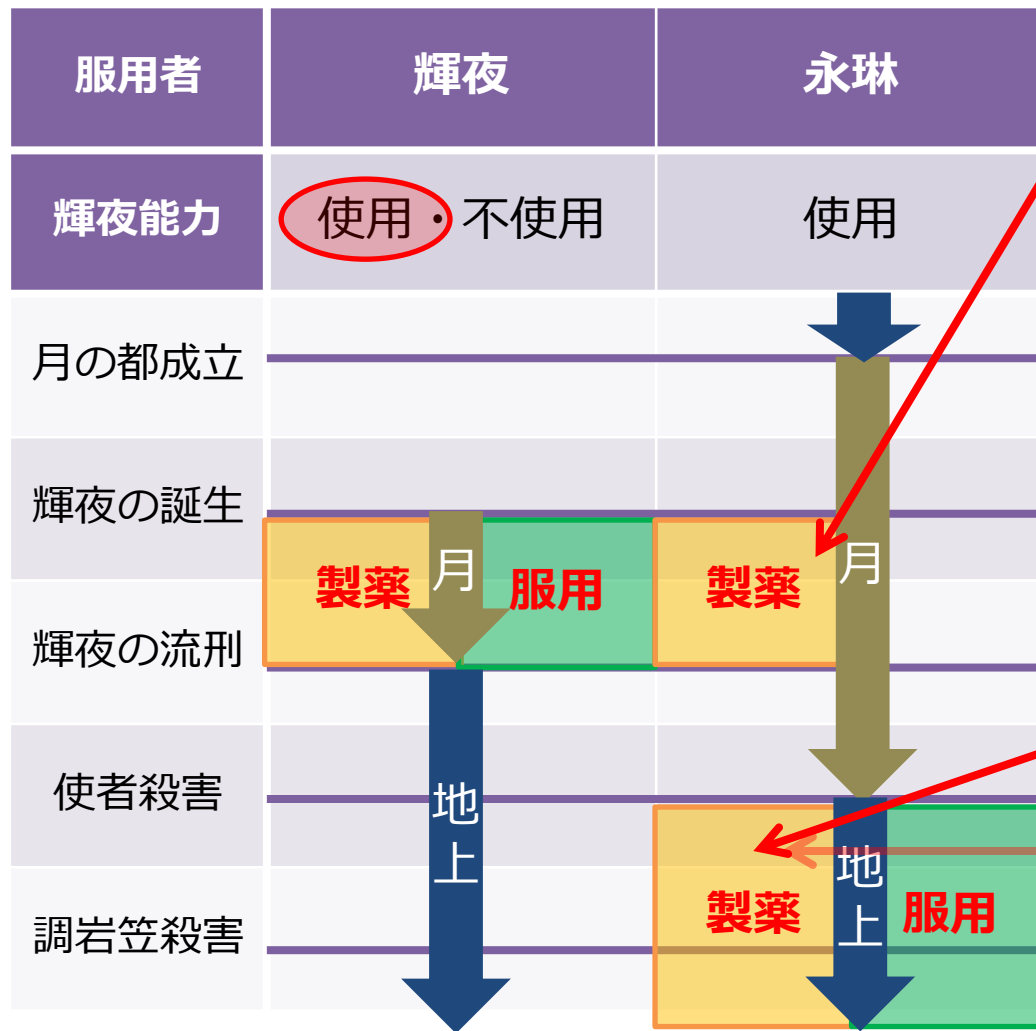 服用者
輝夜
永琳
輝夜能力
使用・不使用
使用
月の都成立
輝夜の誕生
輝夜の流刑
使者殺害
調岩笠殺害
製薬
月
服用
製薬
月
地上
製薬
地上
服用